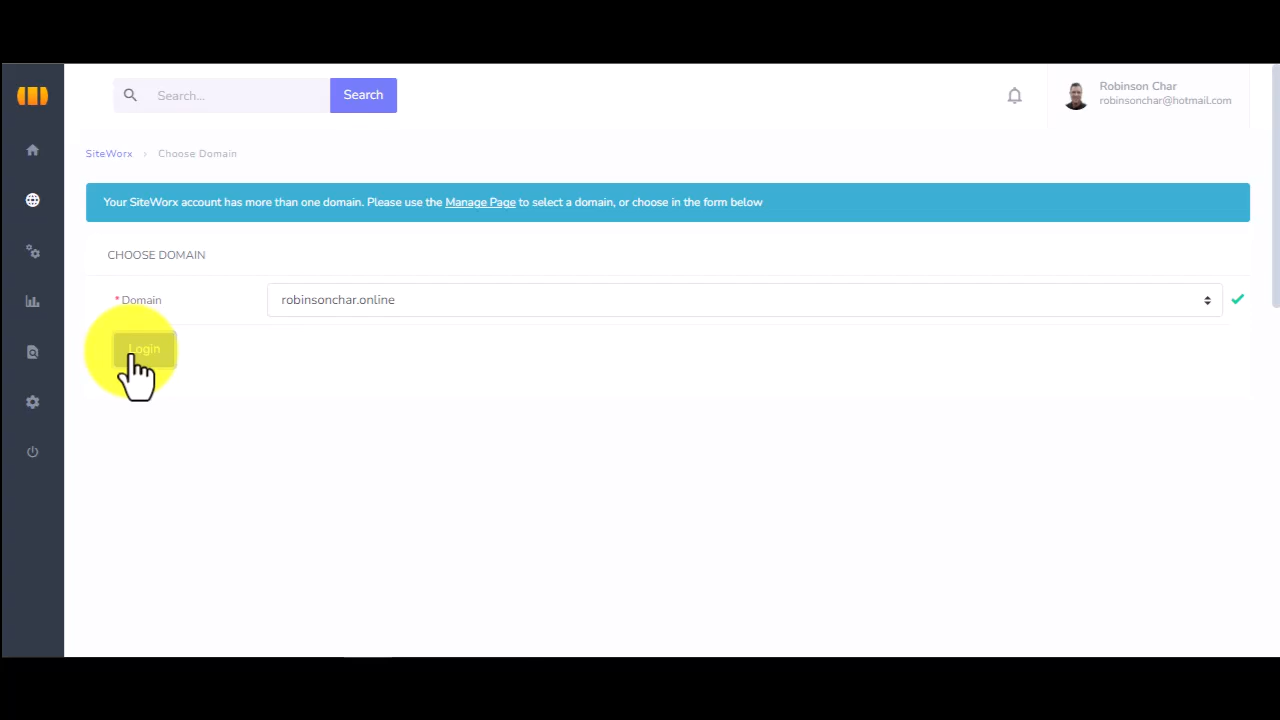 Search...
Search
Robinson Char
robinsonchar@hotmail.com
SiteWorx › Choose Domain
Your SiteWorx account has more than one domain. Please use the Manage Page to select a domain, or choose in the form below
CHOOSE DOMAIN
* Domain
robinsonchar.online
Login